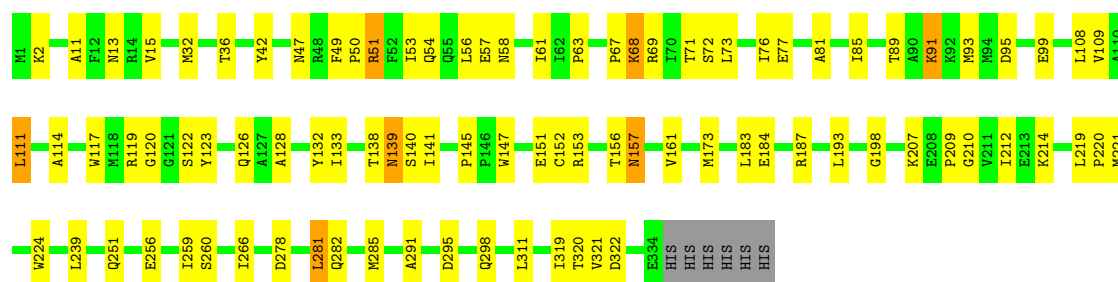 M1 K2 A11 F12 N13 R14 V15 M32 T36 Y42 N47 R48 F49 P50 R51 F52 I53 Q54 Q55 L56 E57 N58 I61 I62 P63 P67 K68 R69 I70 T71 S72 L73 I76 E77 A81 I85 T89 A90 K91 K92 M93 M94 D95 E99 L108 V109 A110
L111 A114 W117 M118 R119 G120 G121 S122 Y123 Q126 A127 A128 Y132 I133 T138 N139 S140 I141 P145 P146 W147 E151 C152 R153 T156 N157 V161 M173 L183 E184 R187 L193 G198 K207 E208 P209 G210 V211 I212 E213 K214 L219 P220
W224 L239 Q251 E256 I259 S260 I266 D278 L281 Q282 M285 A291 D295 Q298 L311 I319 T320 V321 D322 E334 HIS HIS HIS HIS HIS HIS